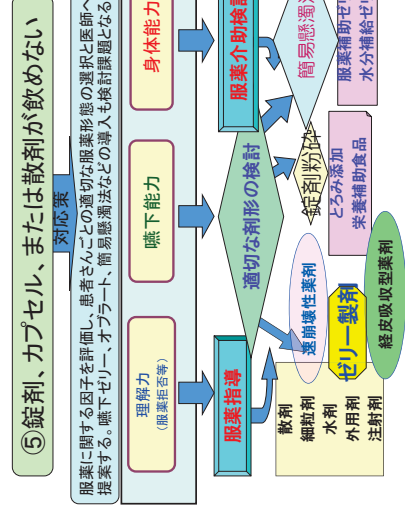 ⑤錠剤、カプセル、または散剤が飲めない
対応策
服薬に関する因子を評価し、患者さんごとの適切な服薬形態の選択と医師へ
提案する。嚥下ゼリー、オブラート、簡易懸濁法などの導入も検討課題となる
理解力
(服薬拒否等)
嚥下能力
身体能力
服薬指導
適切な剤形の検討
服薬介助検討
散剤
細粒剤
水剤
外用剤
注射剤
速崩壊性薬剤
ゼリー製剤
経皮吸収型薬剤
錠剤粉砕
とろみ添加
栄養補助食品
簡易懸濁法
服薬補助ゼリ
水分補給ゼリ